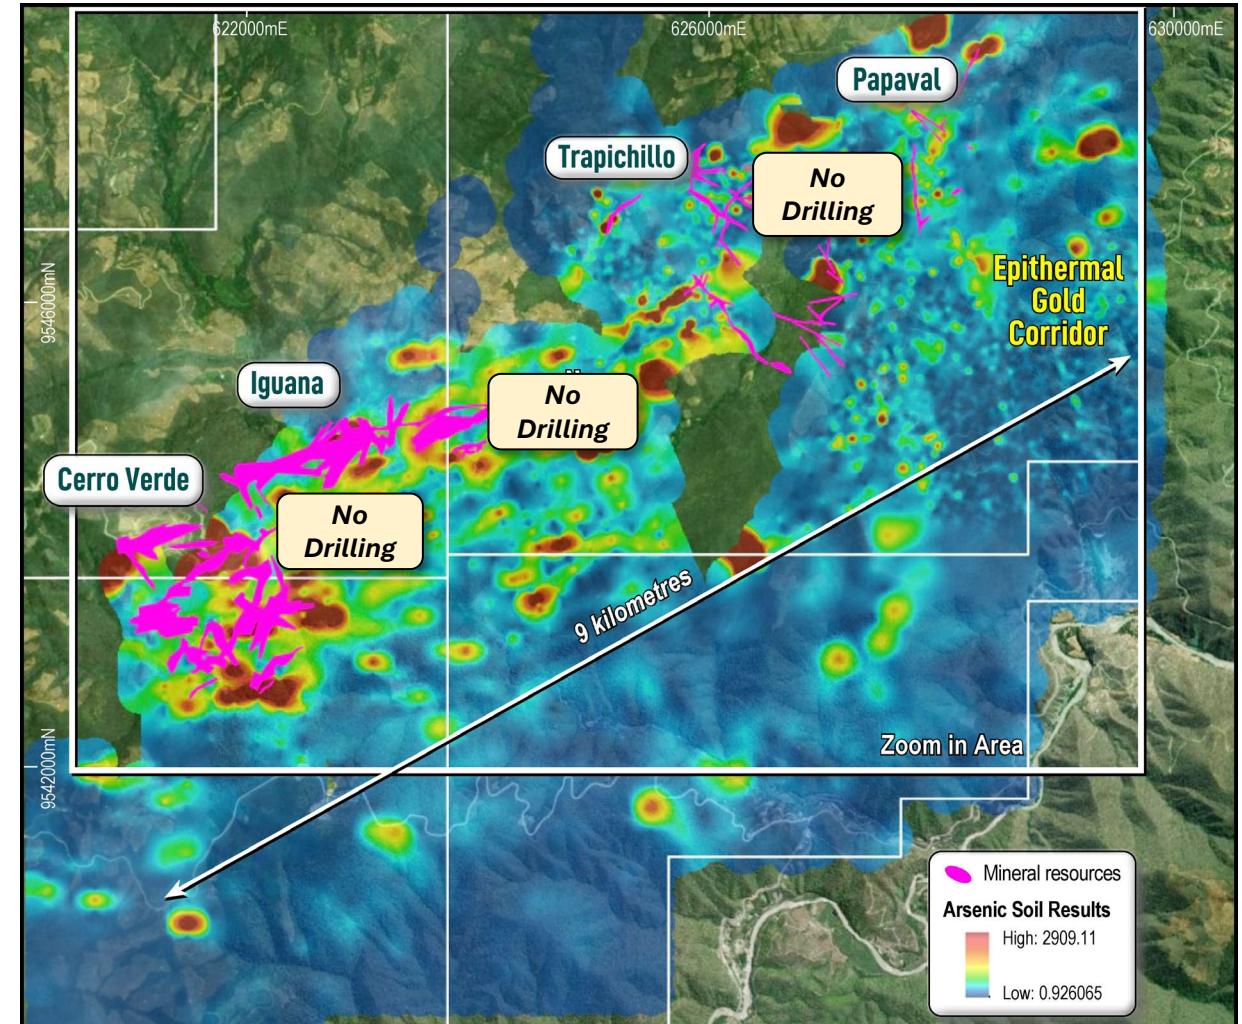 622000mE
626000mE
630000mE
Papaval
Trapichillo
No
Drilling
Epithermal
Gold
Corridor
9546000mN
Iguana
No
Drilling
Cerro Verde
No
Drilling
9 kilometres
Zoom in Area
9542000mN
Mineral resources
Arsenic Soil Results
High: 2909.11
Low: 0.926065